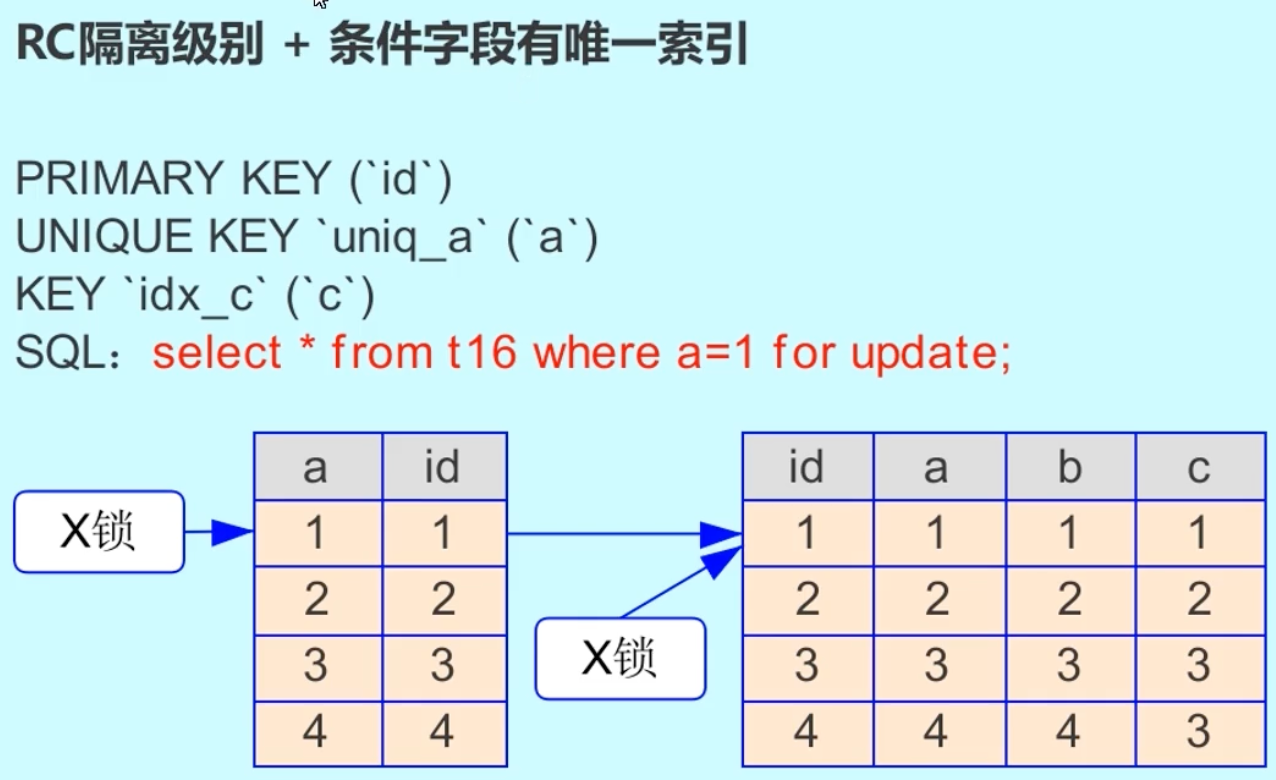 RC隔离级别 + 条件字段有唯一索引
PRIMARY KEY (`id`)
UNIQUE KEY `uniq_a` (`a`)
KEY `idx_c` (`c`)
SQL：select * from t16 where a=1 for update;
a id
1 1
2 2
3 3
4 4
X锁
X锁
id a b c
1 1 1 1
2 2 2 2
3 3 3 3
4 4 4 3